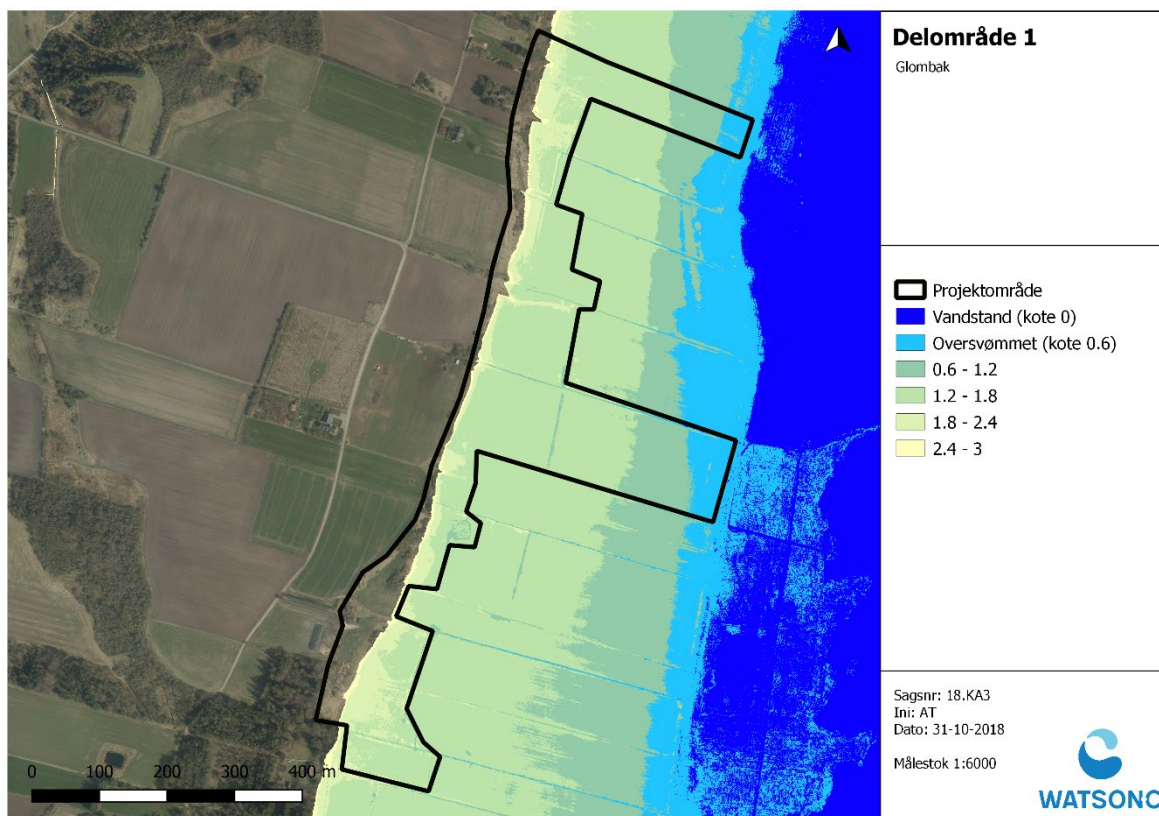 Delområde 1
Glombak
Projektområde
Vandstand (kote 0)
Oversvømmet (kote 0.6)
0.6 - 1.2
1.2 - 1.8
1.8 - 2.4
2.4 - 3
Sagsnr: 18.KA3
Ini: AT
Dato: 31-10-2018
Målestok 1:6000
0 100 200 300 400 m
WATSONC